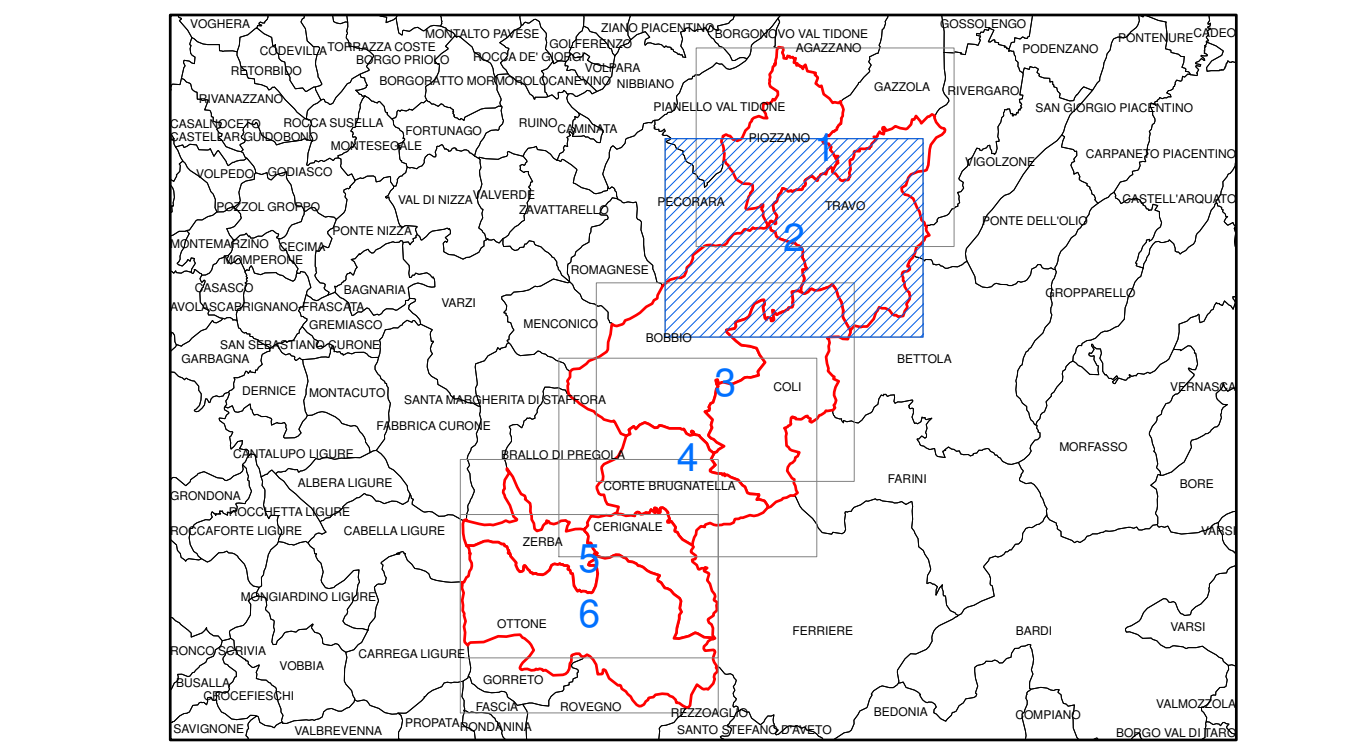 VOGHERA
MONTALTO PAVESE
ZIANO PIACENTINO
BORGONOVO VAL TIDONE
GOSSOLENGO
PONTENURE
CADEO
CODEVILLA
TORRAZZA COSTE
GOLFERENZO
AGAZZANO
PODENZANO
BORGO PRIOLO
ROCCA DE' GIORGI
RETORBIDO
VOLPARA
BORGORATTO MORMOROLO
CANEVINO
NIBBIANO
GAZZOLA
RIVERGARO
RIVANAZZANO
PIANELLO VAL TIDONE
SAN GIORGIO PIACENTINO
CASALNOCETO
ROCCA SUSELLA
FORTUNAGO
RUINO
CAMINATA
CASTELLAR GUIDOBONO
PIOZZANO
1
MONTESEGALE
VIGOLZONE
CARPANETO PIACENTINO
VOLPEDO
GODIASCO
VAL DI NIZZA
VALVERDE
ZAVATTARELLO
PECORARA
TRAVO
CASTELL'ARQUATO
POZZOL GROPPO
PONTE DELL'OLIO
PONTE NIZZA
2
MONTEMARZINO
CECIMA
MOMPERONE
ROMAGNESE
CASASCO
BAGNARIA
VARZI
GROPPARELLO
AVOLASCA
BRIGNANO-FRASCATA
GREMIASCO
MENCONICO
BOBBIO
SAN SEBASTIANO CURONE
GARBAGNA
BETTOLA
DERNICE
MONTACUTO
3
COLI
VERNASCA
SANTA MARGHERITA DI STAFFORA
FABBRICA CURONE
MORFASSO
CANTALUPO LIGURE
BRALLO DI PREGOLA
4
ALBERA LIGURE
CORTE BRUGNATELLA
FARINI
BORE
GRONDONA
ROCCHETTA LIGURE
ROCCAFORTE LIGURE
CABELLA LIGURE
CERIGNALE
VARSI
ZERBA
5
MONGIARDINO LIGURE
6
OTTONE
FERRIERE
BARDI
VARSI
RONCO SCRIVIA
VOBBIA
CARREGA LIGURE
BUSALLA
GORRETO
CROCEFIESCHI
FASCIA
ROVEGNO
REZZOAGLIO
BEDONIA
COMPIANO
VALMOZZOLA
SAVIGNONE
VALBREVENNA
PROPATA
RONDANINA
SANTO STEFANO D'AVETO
BORGO VAL DI TARO